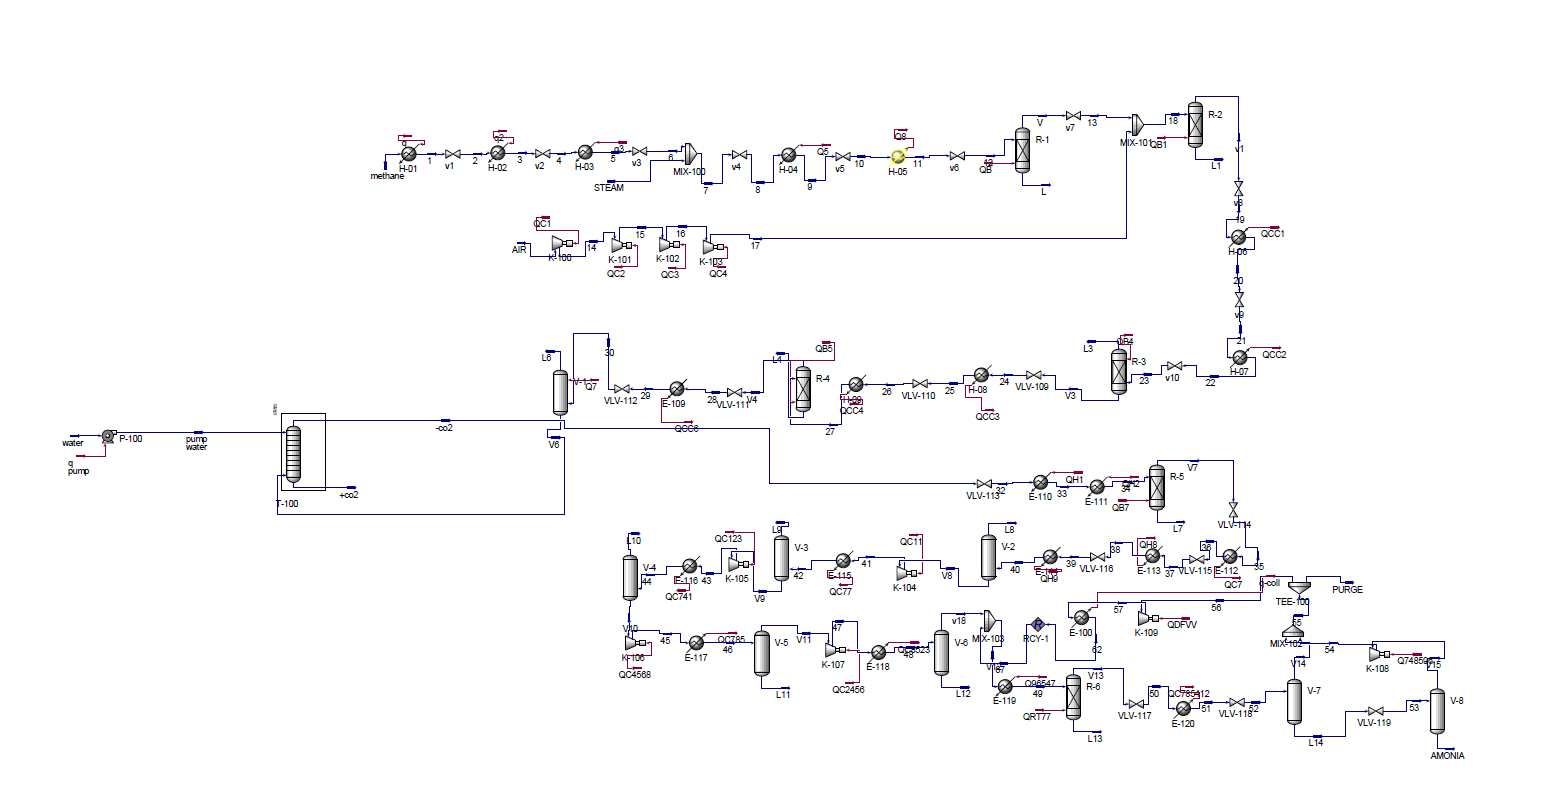 q
q2
q3
Q5
Q8
methane
H-01
1
v1
2
H-02
3
v2
4
H-03
5
v3
6
STEAM
MIX-100
7
v4
8
H-04
9
v5
10
H-05
11
v6
12
QB
R-1
V
L
v7
13
MIX-101
18
QB1
R-2
L1
v1
v8
19
QCC1
H-06
20
v9
21
QCC2
H-07
AIR
QC1
K-100
14
15
K-101
QC2
16
K-102
QC3
K-103
QC4
17
22
v10
23
R-3
QB4
L3
V3
VLV-109
24
H-08
QCC3
25
VLV-110
26
H-09
QCC4
27
R-4
QB5
L4
V4
VLV-111
28
E-109
QCC6
29
VLV-112
30
L6
V-1
Q7
V6
water
P-100
q
pump
pump
water
T-100
-co2
+co2
VLV-113
32
E-110
QH1
33
E-111
QH2
34
R-5
QB7
V7
L7
VLV-114
35
E-112
QC7
36
VLV-115
37
E-113
QH8
38
VLV-116
39
QH9
40
V-2
L8
V8
K-104
QC11
41
E-115
QC77
42
V-3
L9
V9
K-105
QC123
43
E-116
QC741
44
V-4
L10
V10
K-106
QC4568
45
E-117
QC785
46
V-5
L11
V11
K-107
QC2456
47
E-118
48
V-6
L12
v18
MIX-103
RCY-1
67
E-119
Q96547
49
R-6
QRT77
L13
V13
VLV-117
50
E-120
QC785412
51
VLV-118
52
V-7
V14
L14
VLV-119
53
V-8
AMONIA
V15
K-108
54
MIX-102
55
TEE-100
PURGE
56
K-109
QDFVV
57
E-100
q-coll
62